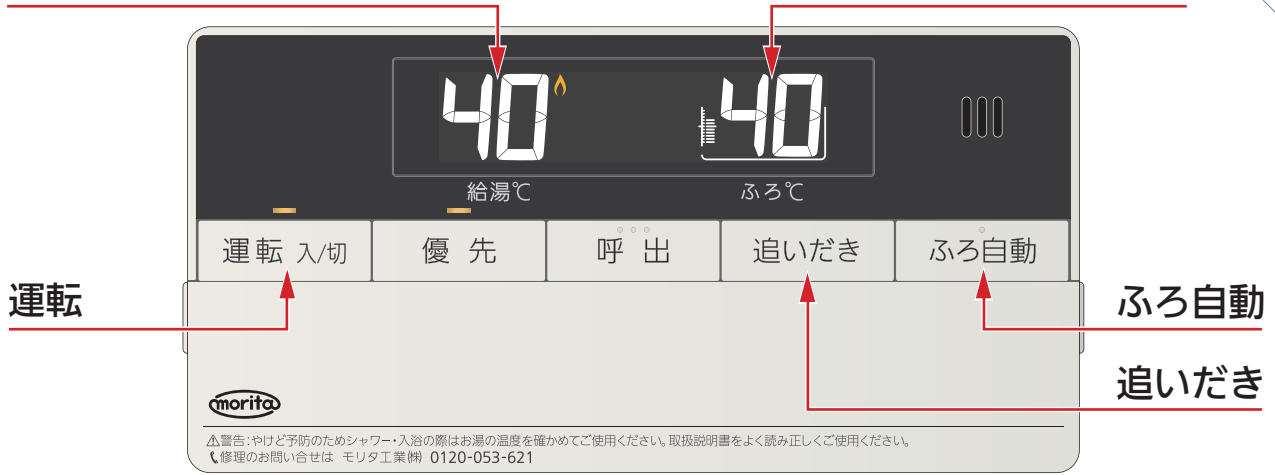 40 40
給湯℃ ふろ℃
運転 入/切 優先 呼出 追いだき ふろ自動
運転
ふろ自動
追いだき
morita
⚠警告:やけど予防のためシャワー・入浴の際はお湯の温度を確かめてご使用ください。取扱説明書をよく読み正しくご使用ください。
修理のお問い合せは モリタ工業㈱ 0120-053-621